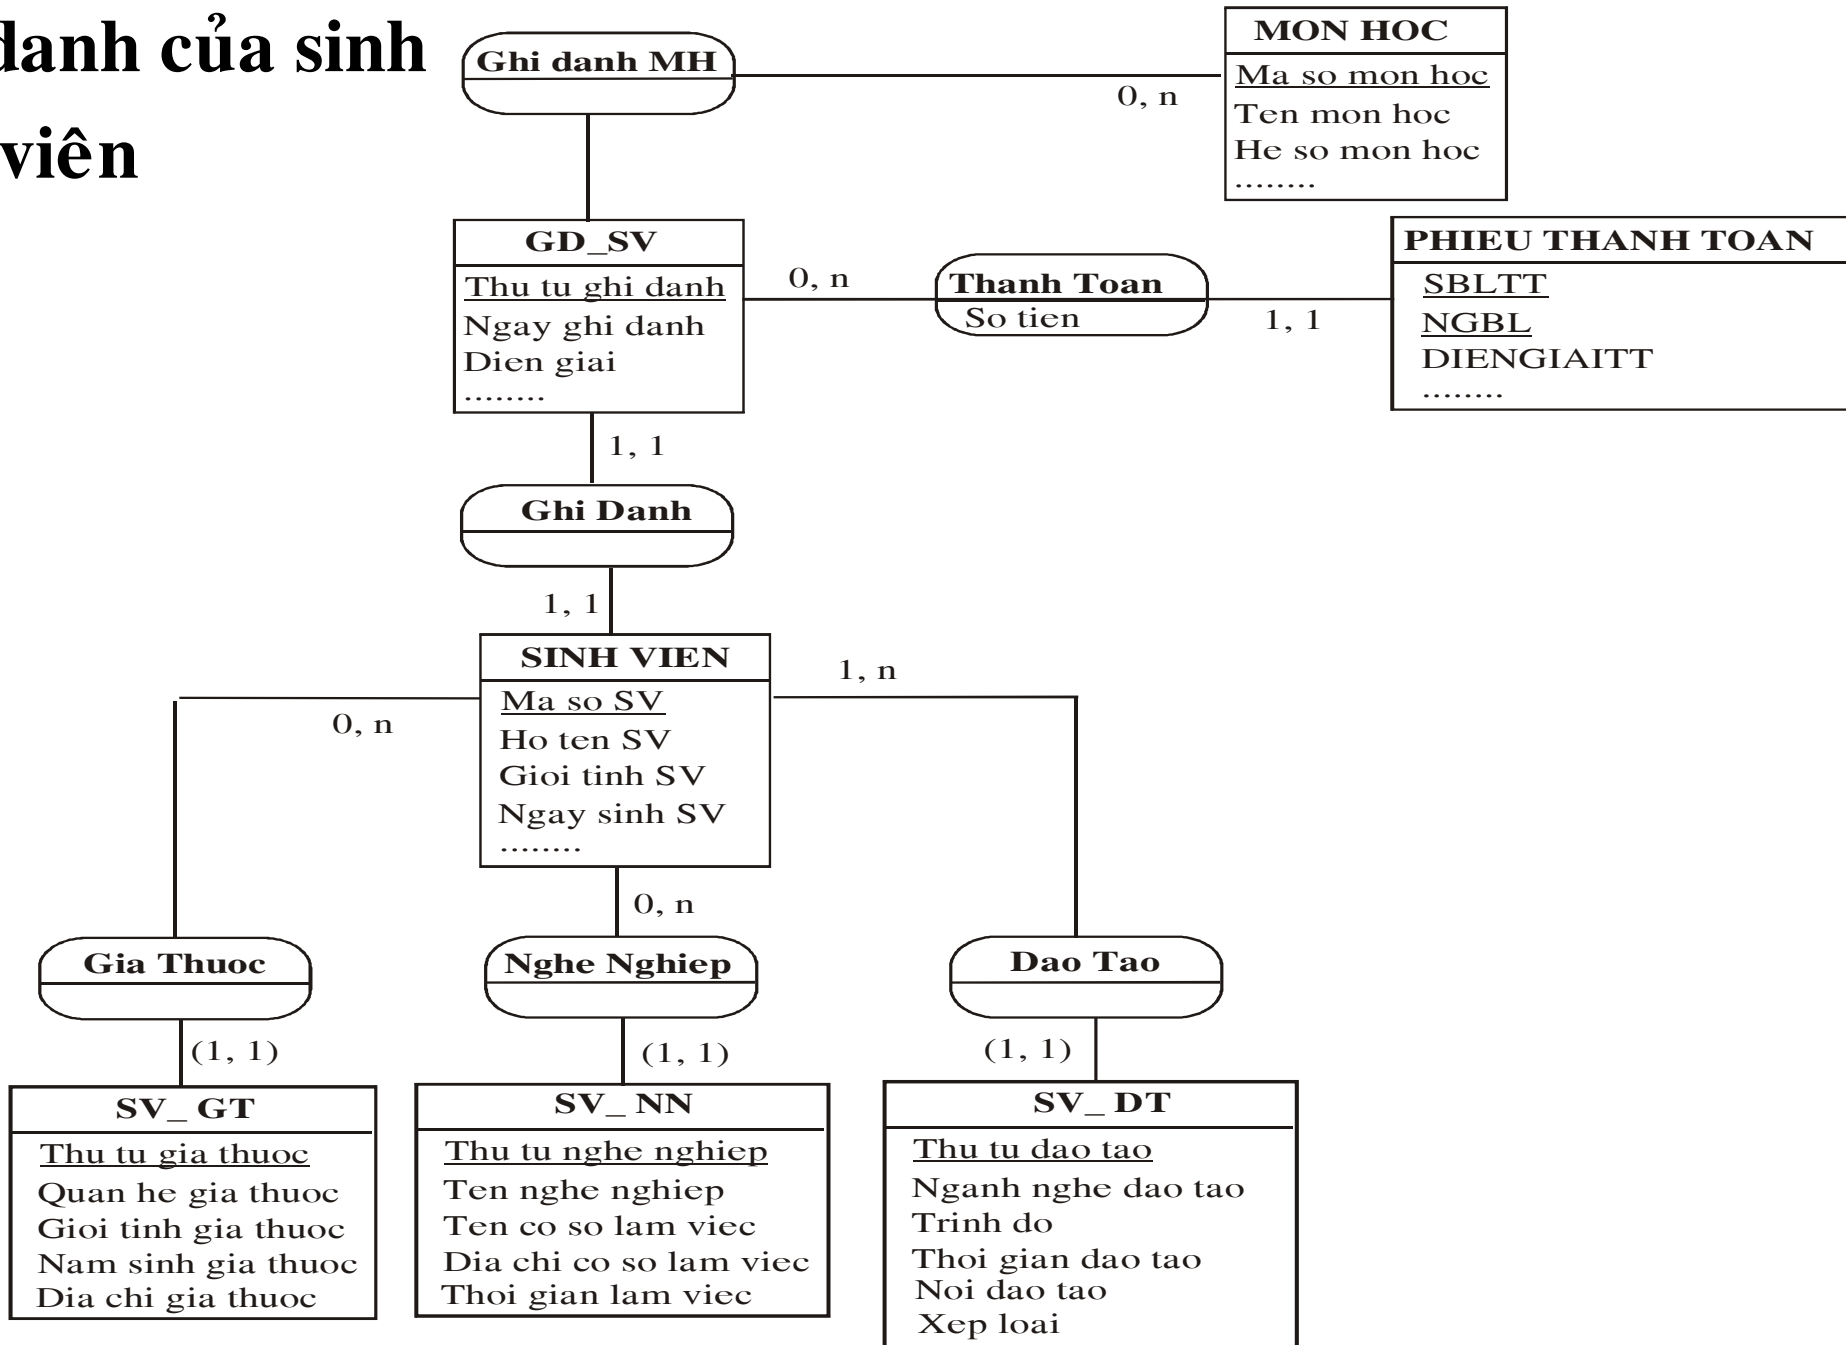 danh của sinh
viên
Ghi danh MH
0, n
MON HOC
Ma so mon hoc
Ten mon hoc
He so mon hoc
........
GD_SV
Thu tu ghi danh
Ngay ghi danh
Dien giai
........
0, n
Thanh Toan
So tien
1, 1
PHIEU THANH TOAN
SBLTT
NGBL
DIENGIAITT
........
1, 1
Ghi Danh
1, 1
SINH VIEN
Ma so SV
Ho ten SV
Gioi tinh SV
Ngay sinh SV
........
0, n
1, n
0, n
Gia Thuoc
Nghe Nghiep
Dao Tao
(1, 1)
(1, 1)
(1, 1)
SV_ GT
Thu tu gia thuoc
Quan he gia thuoc
Gioi tinh gia thuoc
Nam sinh gia thuoc
Dia chi gia thuoc
SV_ NN
Thu tu nghe nghiep
Ten nghe nghiep
Ten co so lam viec
Dia chi co so lam viec
Thoi gian lam viec
SV_ DT
Thu tu dao tao
Nganh nghe dao tao
Trinh do
Thoi gian dao tao
Noi dao tao
Xep loai